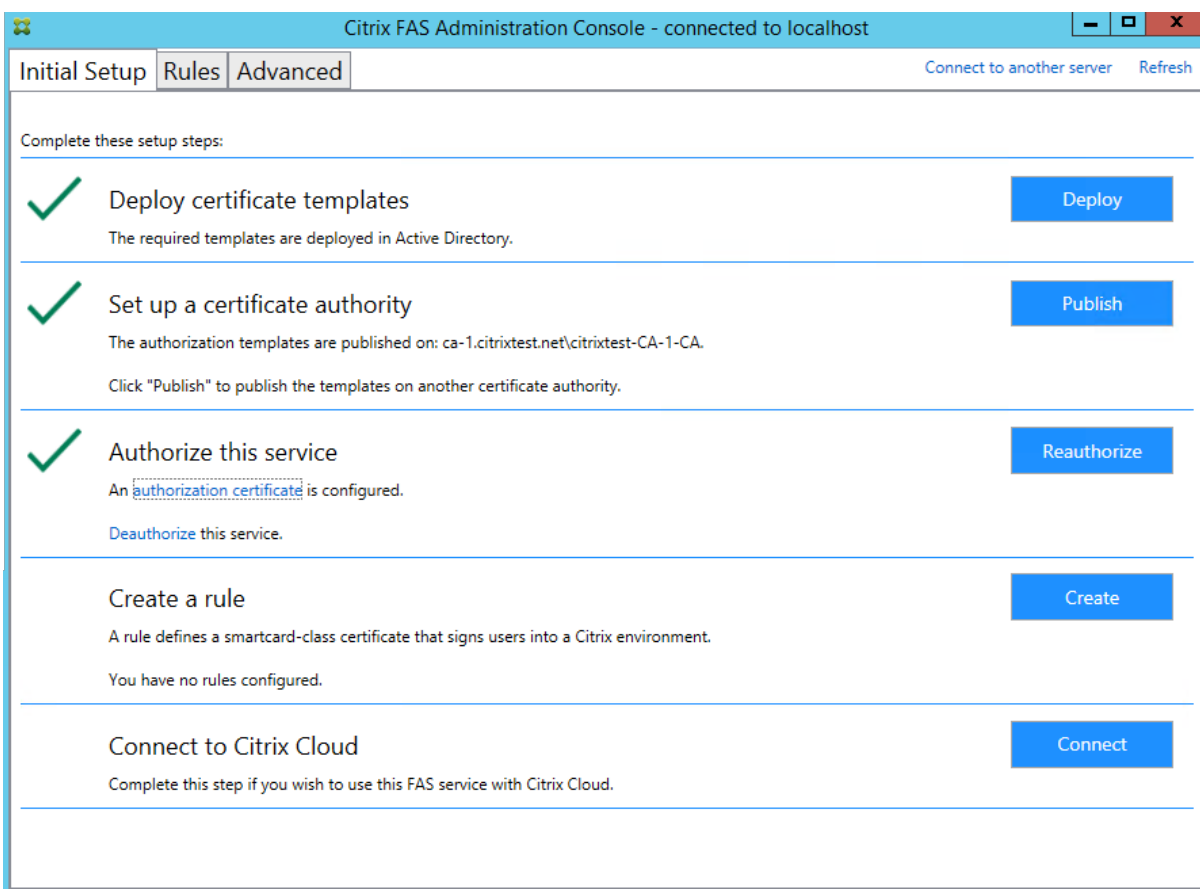 Citrix FAS Administration Console - connected to localhost
Initial Setup Rules Advanced Connect to another server Refresh
Complete these setup steps:
Deploy certificate templates Deploy
The required templates are deployed in Active Directory.
Set up a certificate authority Publish
The authorization templates are published on: ca-1.citrixtest.net\citrixtest-CA-1-CA.
Click "Publish" to publish the templates on another certificate authority.
Authorize this service Reauthorize
An authorization certificate is configured.
Deauthorize this service.
Create a rule Create
A rule defines a smartcard-class certificate that signs users into a Citrix environment.
You have no rules configured.
Connect to Citrix Cloud Connect
Complete this step if you wish to use this FAS service with Citrix Cloud.